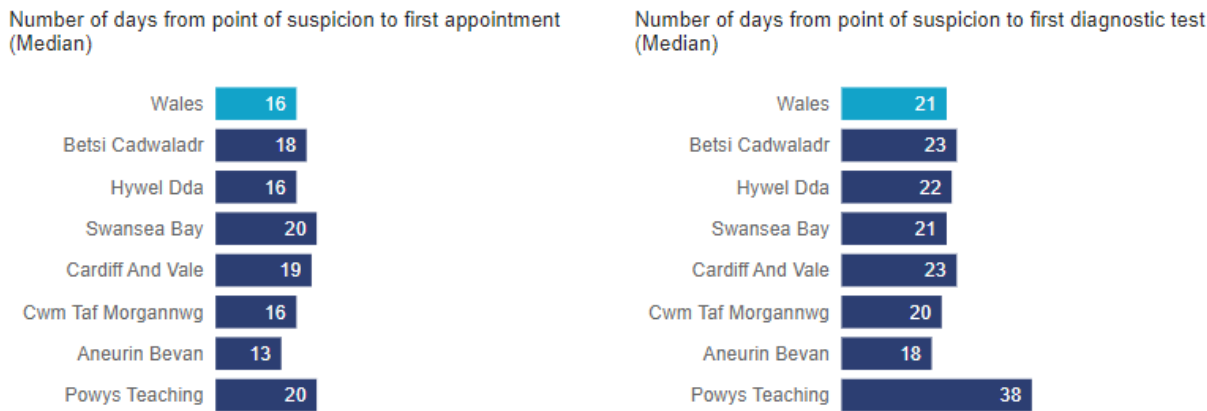 Number of days from point of suspicion to first appointment
(Median)
Wales 16
Betsi Cadwaladr 18
Hywel Dda 16
Swansea Bay 20
Cardiff And Vale 19
Cwm Taf Morgannwg 16
Aneurin Bevan 13
Powys Teaching 20
Number of days from point of suspicion to first diagnostic test
(Median)
Wales 21
Betsi Cadwaladr 23
Hywel Dda 22
Swansea Bay 21
Cardiff And Vale 23
Cwm Taf Morgannwg 20
Aneurin Bevan 18
Powys Teaching 38